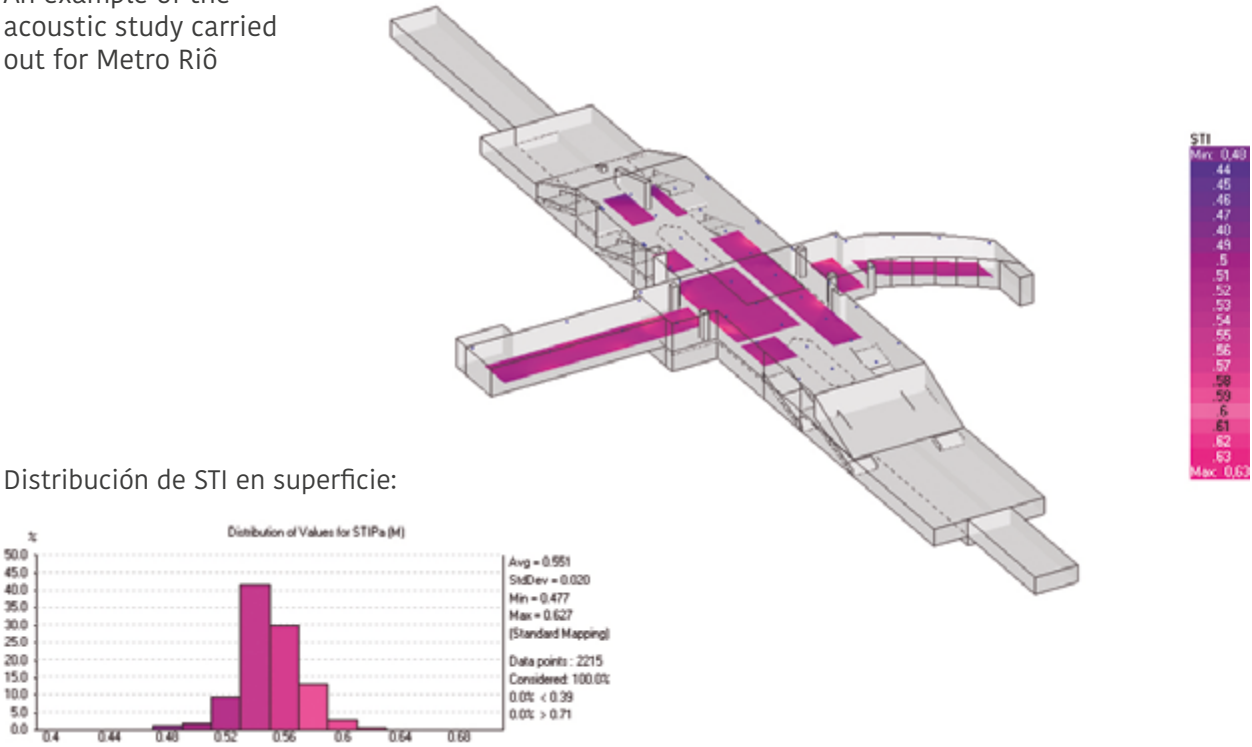 An example of the
acoustic study carried
out for Metro Riô
STI
Min: 0,48
.44
.45
.46
.47
.48
.49
.5
.51
.52
.53
.54
.55
.56
.57
.58
.59
.6
.61
.62
.63
Max: 0,63
Distribución de STI en superficie:
Distribution of Values for STIPa (M)
%
50.0
45.0
40.0
35.0
30.0
25.0
20.0
15.0
10.0
5.0
0.0
0.4 0.44 0.48 0.52 0.56 0.6 0.64 0.68
Avg = 0.551
StdDev = 0.020
Min = 0.477
Max = 0.627
(Standard Mapping)
Data points : 2215
Considered: 100.0%
0.0% < 0.39
0.0% > 0.71